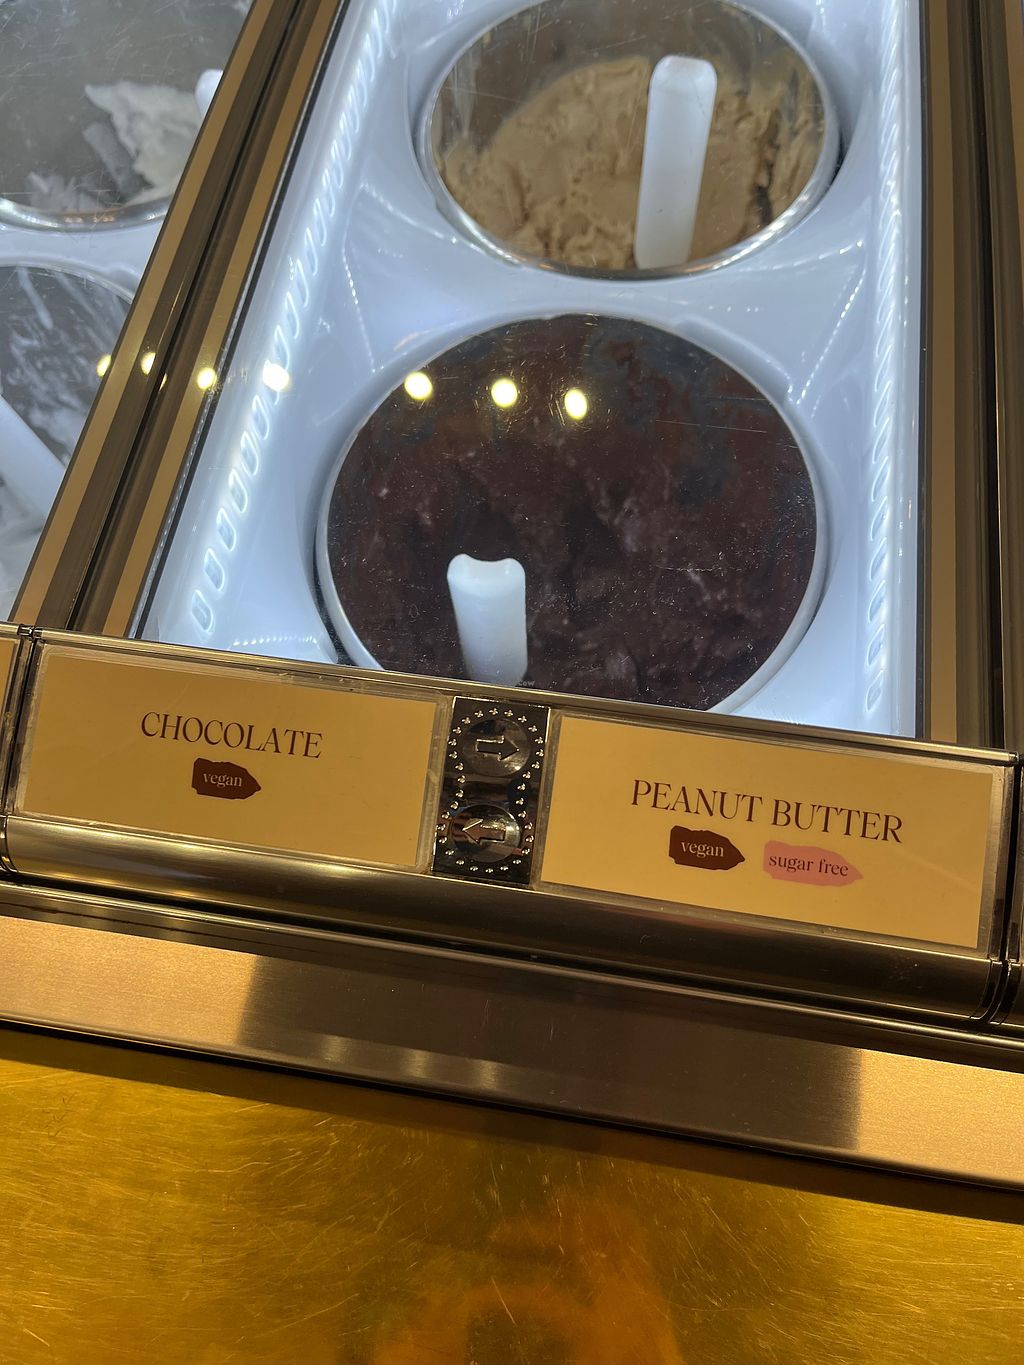 CHOCOLATE
vegan
PEANUT BUTTER
vegan sugar free